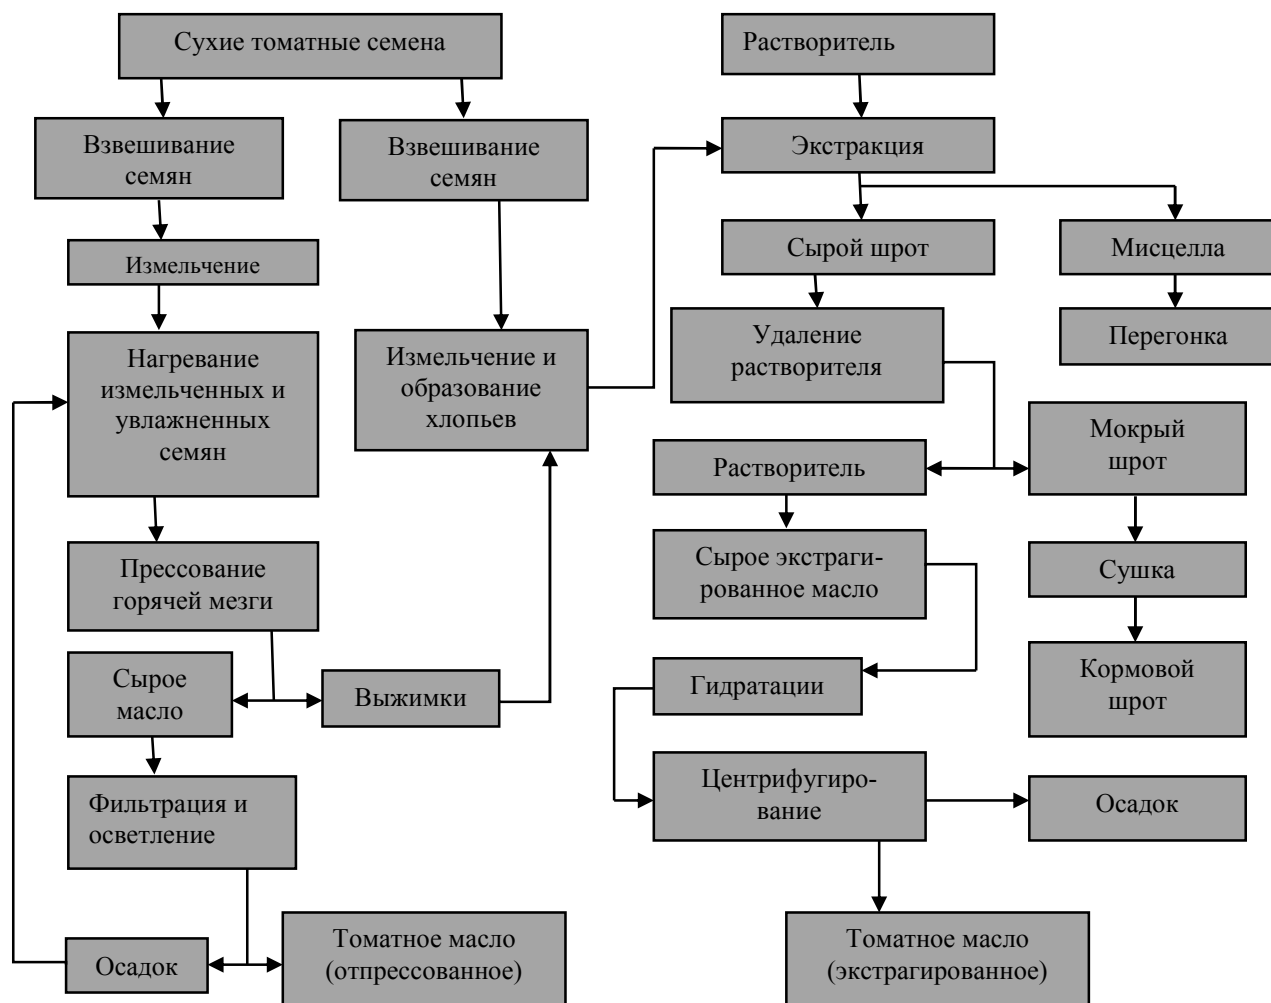 Сухие томатные семена
Растворитель
Взвешивание
семян
Взвешивание
семян
Экстракция
Измельчение
Сырой шрот
Мисцелла
Нагревание
измельченных и
увлажненных
семян
Измельчение и
образование
хлопьев
Удаление
растворителя
Перегонка
Растворитель
Мокрый
шрот
Прессование
горячей мезги
Сырое экстраги-
рованное масло
Сушка
Сырое
масло
Выжимки
Гидратации
Кормовой
шрот
Фильтрация и
осветление
Центрифугиро-
вание
Осадок
Осадок
Томатное масло
(отпрессованное)
Томатное масло
(экстрагированное)